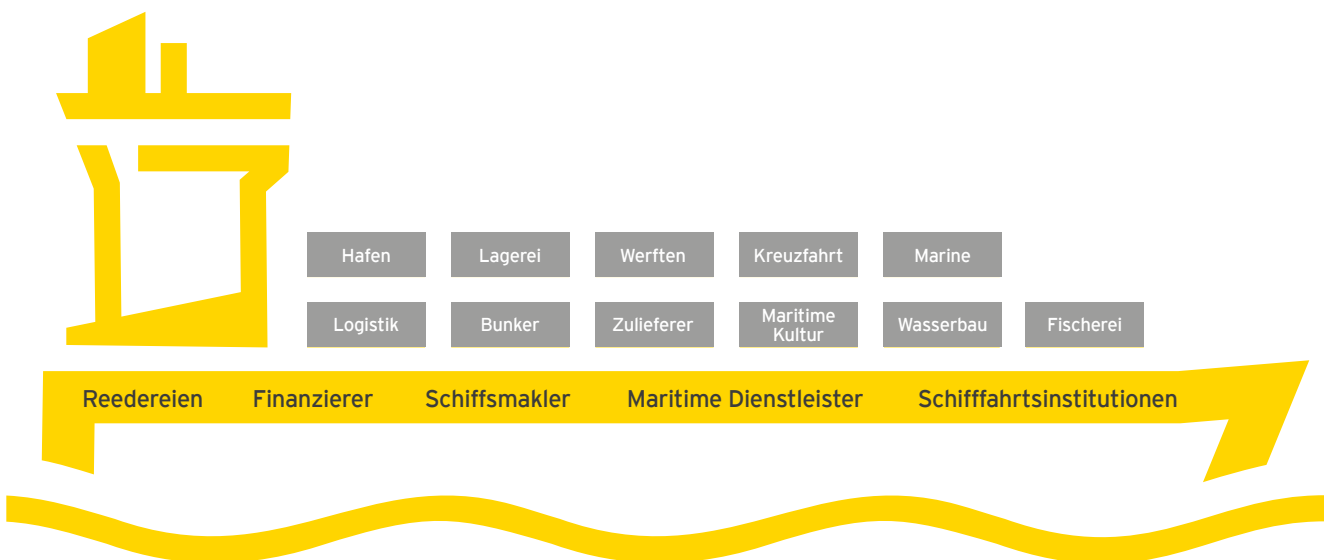 Hafen
Lagerei
Werften
Kreuzfahrt
Marine
Logistik
Bunker
Zulieferer
Maritime
Kultur
Wasserbau
Fischerei
Reedereien
Finanzierer
Schiffsmakler
Maritime Dienstleister
Schifffahrtsinstitutionen